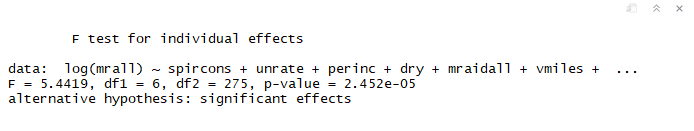 F test for individual effects
data:  log(mrall) ~ spircons + unrate + perinc + dry + mraidall + vmiles +  ...
F = 5.4419, df1 = 6, df2 = 275, p-value = 2.452e-05
alternative hypothesis: significant effects